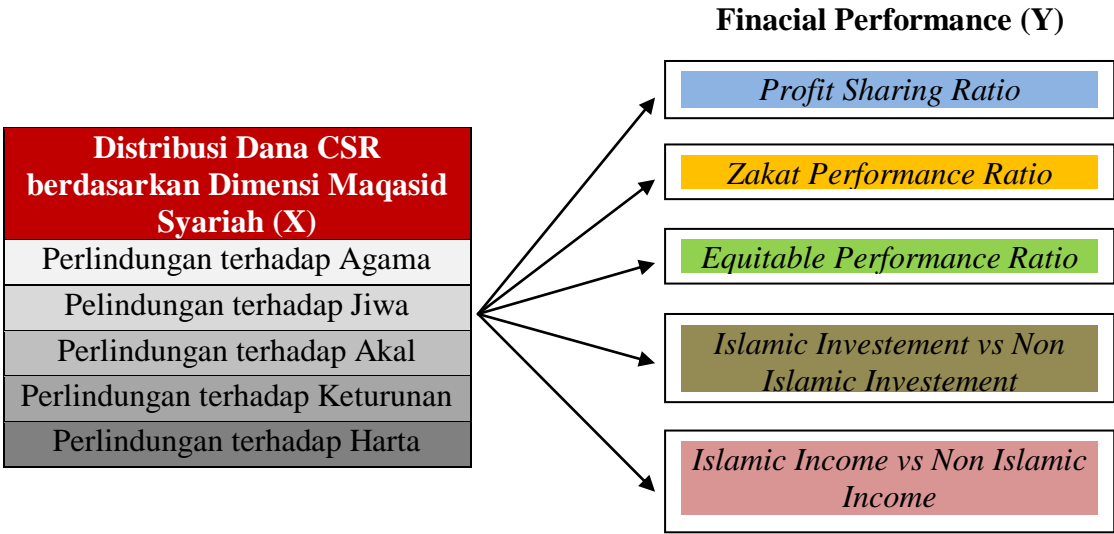 Finacial Performance (Y)
Profit Sharing Ratio
Distribusi Dana CSR
berdasarkan Dimensi Maqasid
Syariah (X)
Perlindungan terhadap Agama
Pelindungan terhadap Jiwa
Perlindungan terhadap Akal
Perlindungan terhadap Keturunan
Perlindungan terhadap Harta
Zakat Performance Ratio
Equitable Performance Ratio
Islamic Investement vs Non
Islamic Investement
Islamic Income vs Non Islamic
Income